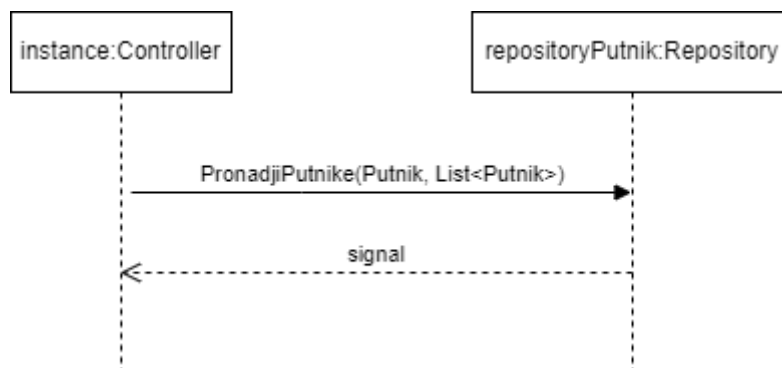 instance:Controller
repositoryPutnik:Repository
PronadjiPutnike(Putnik, List<Putnik>)
signal